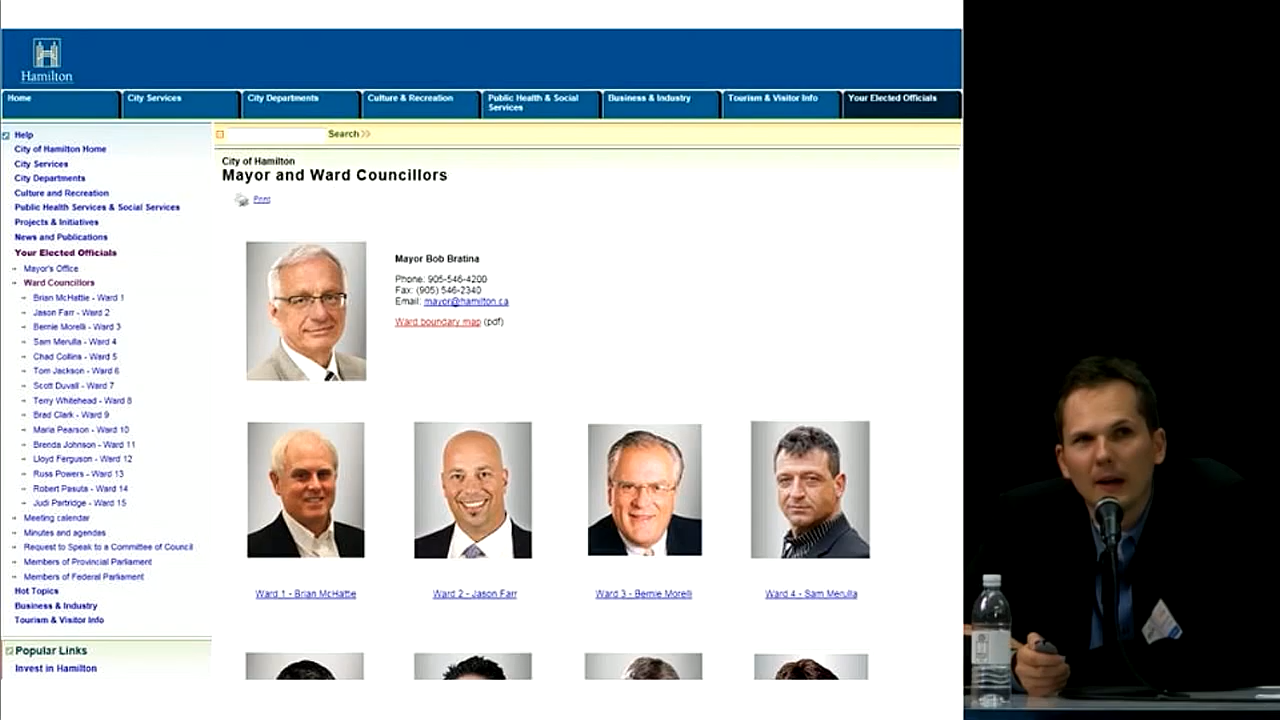 Hamilton
Home
City Services
City Departments
Culture & Recreation
Public Health & Social
Services
Business & Industry
Tourism & Visitor Info
Your Elected Officials
Help
City of Hamilton Home
City Services
City Departments
Culture and Recreation
Public Health Services & Social Services
Projects & Initiatives
News and Publications
Your Elected Officials
Mayor's Office
Ward Councillors
Brian McHattie - Ward 1
Jason Farr - Ward 2
Bernie Morelli - Ward 3
Sam Merulla - Ward 4
Chad Collins - Ward 5
Tom Jackson - Ward 6
Scott Duvall - Ward 7
Terry Whitehead - Ward 8
Brad Clark - Ward 9
Maria Pearson - Ward 10
Brenda Johnson - Ward 11
Lloyd Ferguson - Ward 12
Russ Powers - Ward 13
Robert Pasuta - Ward 14
Judi Partridge - Ward 15
Meeting calendar
Minutes and agendas
Request to Speak to a Committee of Council
Members of Provincial Parliament
Members of Federal Parliament
Hot Topics
Business & Industry
Tourism & Visitor Info
Popular Links
Invest in Hamilton
Search >>
City of Hamilton
Mayor and Ward Councillors
Print
Mayor Bob Bratina
Phone: 905-546-4200
Fax: (905) 546-2340
Email: mayor@hamilton.ca
Ward boundary map (pdf)
Ward 1 - Brian McHattie
Ward 2 - Jason Farr
Ward 3 - Bernie Morelli
Ward 4 - Sam Merulla